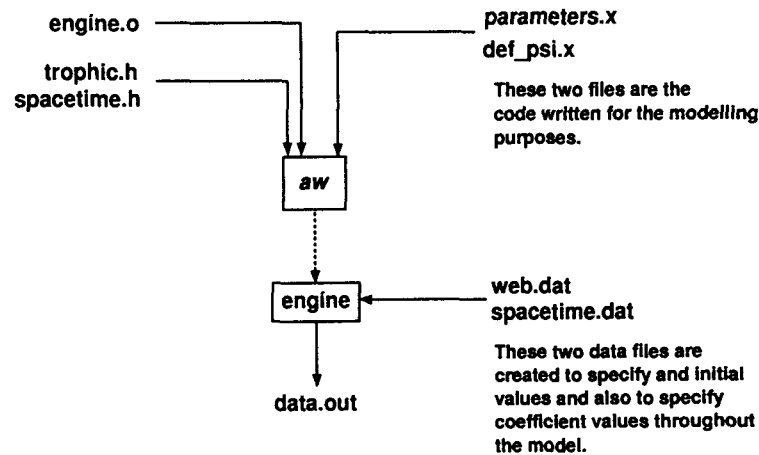 engine.o
trophic.h
spacetime.h
parameters.x
def_psi.x
These two files are the
code written for the modelling
purposes.
aw
engine
web.dat
spacetime.dat
These two data files are
created to specify and initial
values and also to specify
coefficient values throughout
the model.
data.out